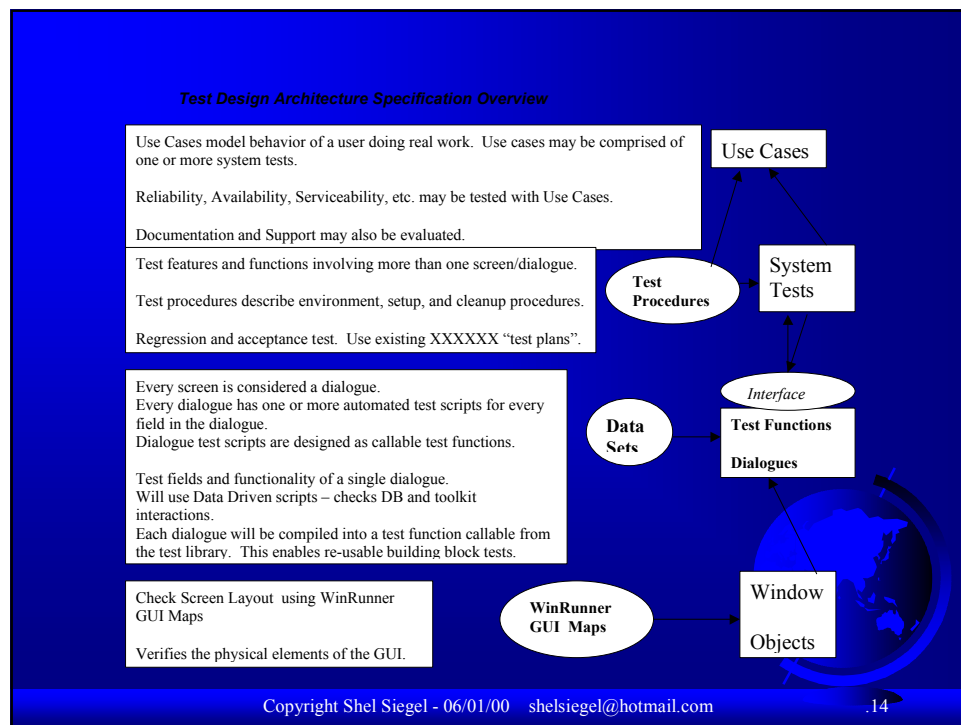 Test Design Architecture Specification Overview
Use Cases model behavior of a user doing real work. Use cases may be comprised of
one or more system tests.
Reliability, Availability, Serviceability, etc. may be tested with Use Cases.
Documentation and Support may also be evaluated.
Use Cases
Test features and functions involving more than one screen/dialogue.
Test procedures describe environment, setup, and cleanup procedures.
Regression and acceptance test. Use existing XXXXXX “test plans”.
Test
Procedures
System
Tests
Every screen is considered a dialogue.
Every dialogue has one or more automated test scripts for every
field in the dialogue.
Dialogue test scripts are designed as callable test functions.
Test fields and functionality of a single dialogue.
Will use Data Driven scripts – checks DB and toolkit
interactions.
Each dialogue will be compiled into a test function callable from
the test library. This enables re-usable building block tests.
Data
Sets
Interface
Test Functions
Dialogues
Check Screen Layout using WinRunner
GUI Maps
Verifies the physical elements of the GUI.
WinRunner
GUI Maps
Window
Objects
Copyright Shel Siegel - 06/01/00 shelsiegel@hotmail.com .14